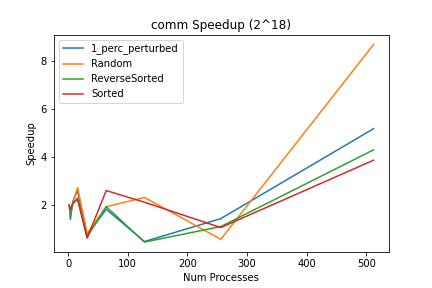 comm Speedup (2^18)
1_perc_perturbed
Random
ReverseSorted
Sorted
Speedup
8
6
4
2
0 100 200 300 400 500
Num Processes